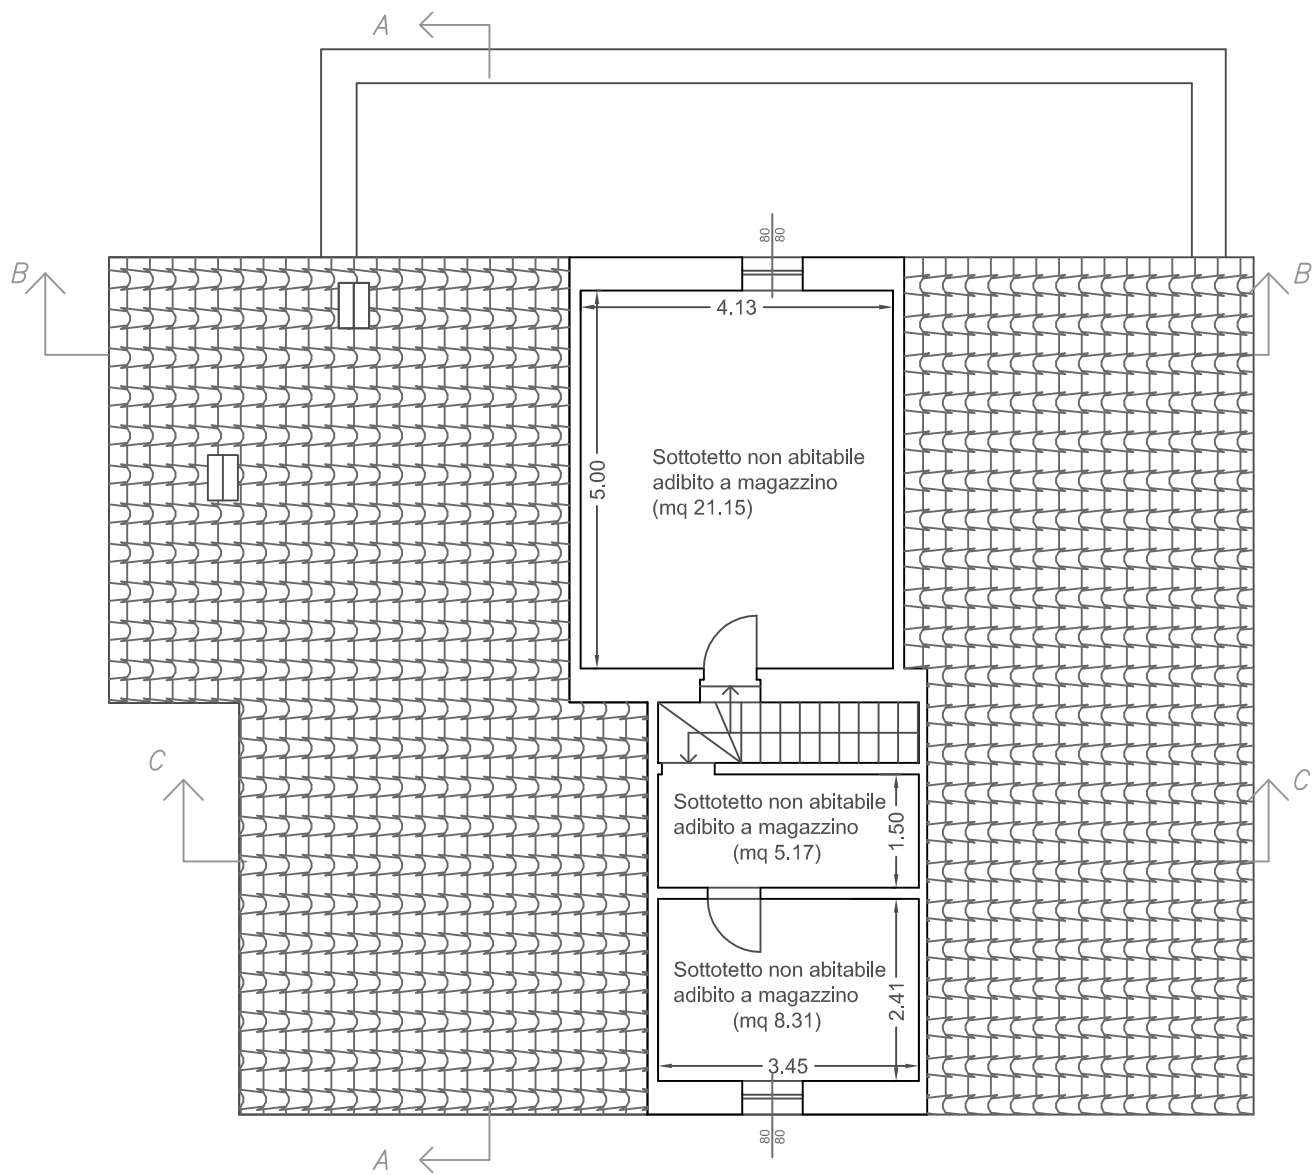 A
80
80
B
B
4.13
5.00
Sottotetto non abitabile
adibito a magazzino
(mq 21.15)
C
C
Sottotetto non abitabile
adibito a magazzino
(mq 5.17)
1.50
Sottotetto non abitabile
adibito a magazzino
(mq 8.31)
2.41
3.45
80
80
A